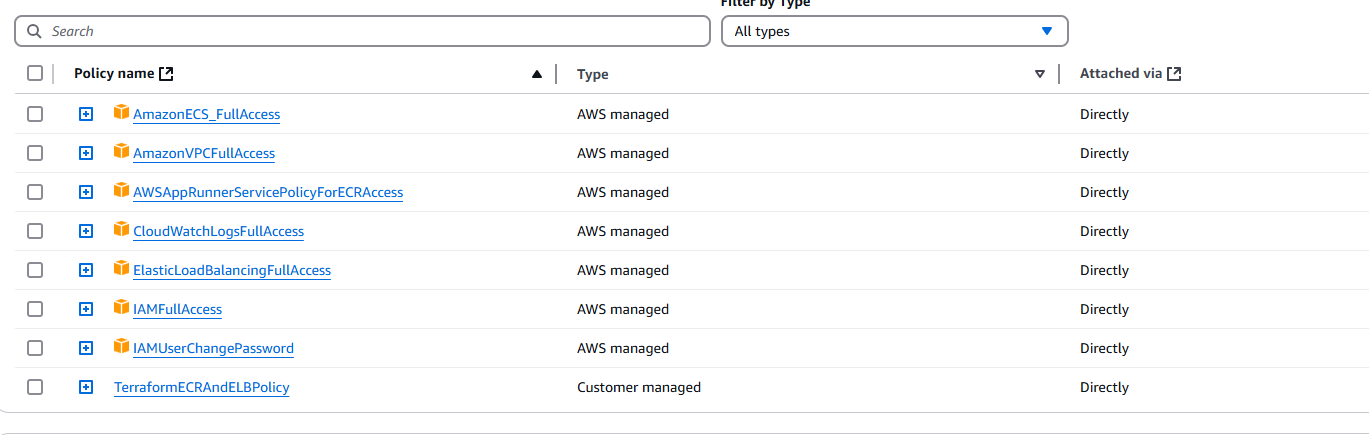 Filter by Type
Search
All types
Policy name Type Attached via
AmazonECS_FullAccess AWS managed Directly
AmazonVPCFullAccess AWS managed Directly
AWSAppRunnerServicePolicyForECRAccess AWS managed Directly
CloudWatchLogsFullAccess AWS managed Directly
ElasticLoadBalancingFullAccess AWS managed Directly
IAMFullAccess AWS managed Directly
IAMUserChangePassword AWS managed Directly
TerraformECRAndELBPolicy Customer managed Directly